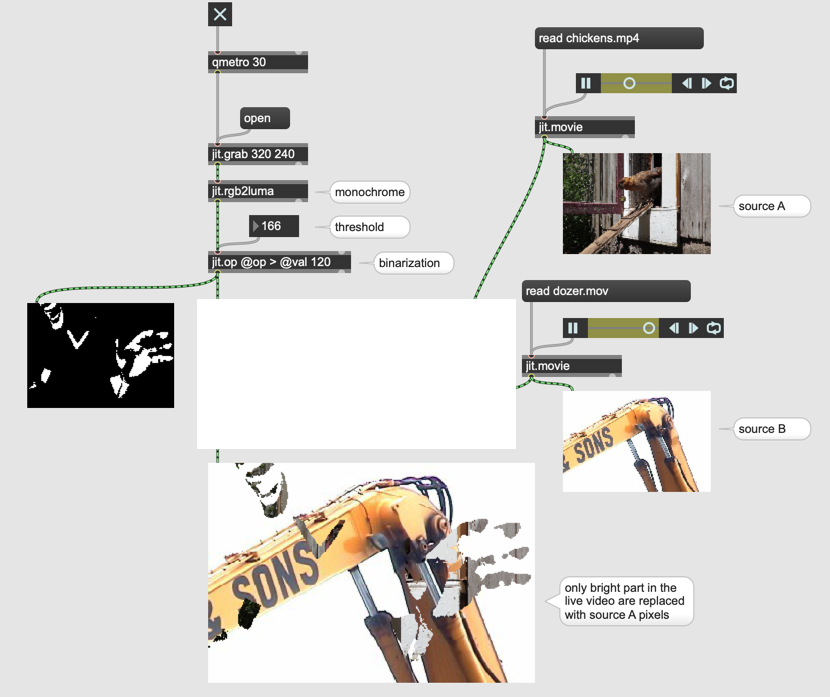 qmetro 30
open
jit.grab 320 240
jit.rgb2luma
monochrome
166
threshold
jit.op @op > @val 120
binarization
read chickens.mp4
jit.movie
source A
read dozer.mov
jit.movie
& SONS
source B
& SONS
only bright part in the
live video are replaced
with source A pixels